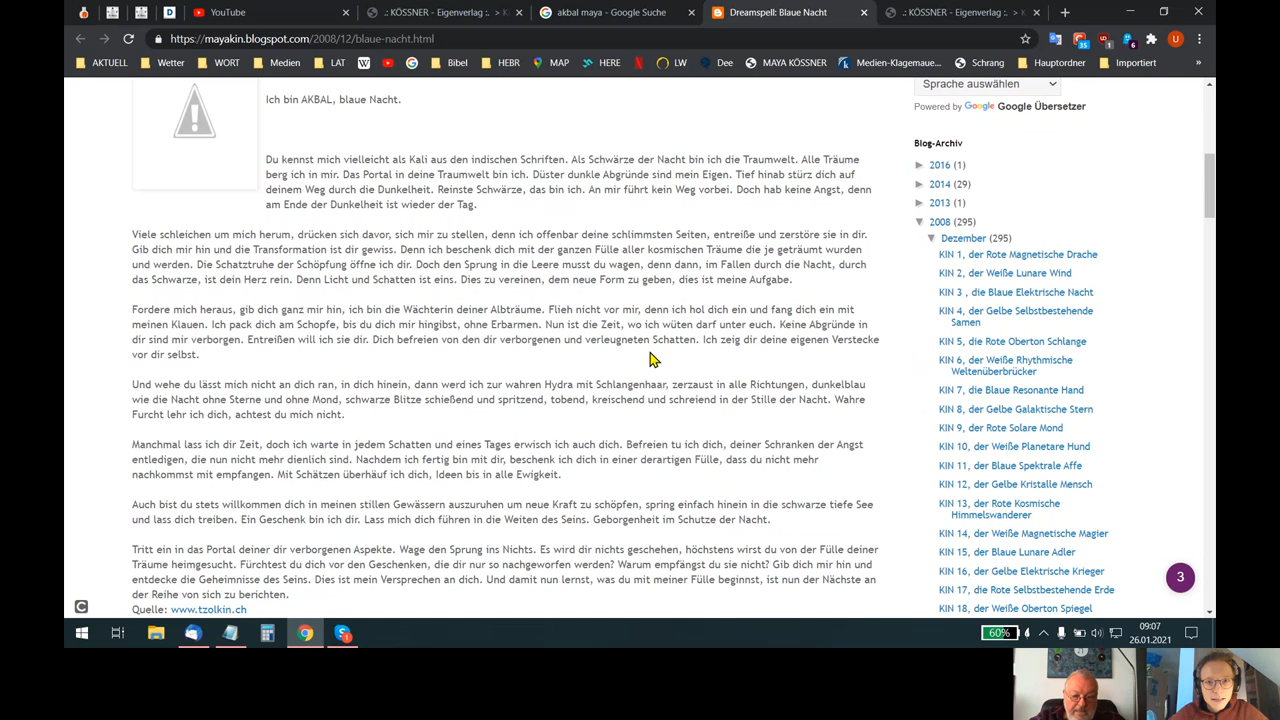 YouTube
.: KÖSSNER - Eigenverlag :. > K
akbal maya - Google Suche
Dreamspell: Blaue Nacht
.: KÖSSNER - Eigenverlag :. > K
https://mayakin.blogspot.com/2008/12/blaue-nacht.html
35
1
6
U
AKTUELL
Wetter
WORT
Medien
LAT
Bibel
HEBR
MAP
HERE
LW
Dee
MAYA KÖSSNER
Medien-Klagemaue...
Schrang
Hauptordner
Importiert
»
Ich bin AKBAL, blaue Nacht.
Du kennst mich vielleicht als Kali aus den indischen Schriften. Als Schwärze der Nacht bin ich die Traumwelt. Alle Träume
berg ich in mir. Das Portal in deine Traumwelt bin ich. Düster dunkle Abgründe sind mein Eigen. Tief hinab stürz dich auf
deinem Weg durch die Dunkelheit. Reinste Schwärze, das bin ich. An mir führt kein Weg vorbei. Doch hab keine Angst, denn
am Ende der Dunkelheit ist wieder der Tag.
Viele schleichen um mich herum, drücken sich davor, sich mir zu stellen, denn ich offenbar deine schlimmsten Seiten, entreiße und zerstöre sie in dir.
Gib dich mir hin und die Transformation ist dir gewiss. Denn ich beschenk dich mit der ganzen Fülle aller kosmischen Träume die je geträumt wurden
und werden. Die Schatztruhe der Schöpfung öffne ich dir. Doch den Sprung in die Leere musst du wagen, denn dann, im Fallen durch die Nacht, durch
das Schwarze, ist dein Herz rein. Denn Licht und Schatten ist eins. Dies zu vereinen, dem neue Form zu geben, dies ist meine Aufgabe.
Fordere mich heraus, gib dich ganz mir hin, ich bin die Wächterin deiner Albträume. Flieh nicht vor mir, denn ich hol dich ein und fang dich ein mit
meinen Klauen. Ich pack dich am Schopfe, bis du dich mir hingibst, ohne Erbarmen. Nun ist die Zeit, wo ich wüten darf unter euch. Keine Abgründe in
dir sind mir verborgen. Entreißen will ich sie dir. Dich befreien von den dir verborgenen und verleugneten Schatten. Ich zeig dir deine eigenen Verstecke
vor dir selbst.
Und wehe du lässt mich nicht an dich ran, in dich hinein, dann werd ich zur wahren Hydra mit Schlangenhaar, zerzaust in alle Richtungen, dunkelblau
wie die Nacht ohne Sterne und ohne Mond, schwarze Blitze schießend und spritzend, tobend, kreischend und schreiend in der Stille der Nacht. Wahre
Furcht lehr ich dich, achtest du mich nicht.
Manchmal lass ich dir Zeit, doch ich warte in jedem Schatten und eines Tages erwisch ich auch dich. Befreien tu ich dich, deiner Schranken der Angst
entledigen, die nun nicht mehr dienlich sind. Nachdem ich fertig bin mit dir, beschenk ich dich in einer derartigen Fülle, dass du nicht mehr
nachkommst mit empfangen. Mit Schätzen überhäuf ich dich, Ideen bis in alle Ewigkeit.
Auch bist du stets willkommen dich in meinen stillen Gewässern auszuruhen um neue Kraft zu schöpfen, spring einfach hinein in die schwarze tiefe See
und lass dich treiben. Ein Geschenk bin ich dir. Lass mich dich führen in die Weiten des Seins. Geborgenheit im Schutze der Nacht.
Tritt ein in das Portal deiner dir verborgenen Aspekte. Wage den Sprung ins Nichts. Es wird dir nichts geschehen, höchstens wirst du von der Fülle deiner
Träume heimgesucht. Fürchtest du dich vor den Geschenken, die dir nur so nachgeworfen werden? Warum empfängst du sie nicht? Gib dich mir hin und
entdecke die Geheimnisse des Seins. Dies ist mein Versprechen an dich. Und damit nun lernst, was du mit meiner Fülle beginnst, ist nun der Nächste an
der Reihe von sich zu berichten.
Quelle: www.tzolkin.ch
Sprache auswählen
Powered by Google Google Übersetzer
Blog-Archiv
► 2016 (1)
► 2014 (29)
► 2013 (1)
▼ 2008 (295)
▼ Dezember (295)
KIN 1, der Rote Magnetische Drache
KIN 2, der Weiße Lunare Wind
KIN 3 , die Blaue Elektrische Nacht
KIN 4, der Gelbe Selbstbestehende
Samen
KIN 5, die Rote Oberton Schlange
KIN 6, der Weiße Rhythmische
Weltenüberbrücker
KIN 7, die Blaue Resonante Hand
KIN 8, der Gelbe Galaktische Stern
KIN 9, der Rote Solare Mond
KIN 10, der Weiße Planetare Hund
KIN 11, der Blaue Spektrale Affe
KIN 12, der Gelbe Kristalle Mensch
KIN 13, der Rote Kosmische
Himmelswanderer
KIN 14, der Weiße Magnetische Magier
KIN 15, der Blaue Lunare Adler
KIN 16, der Gelbe Elektrische Krieger
KIN 17, die Rote Selbstbestehende Erde
KIN 18, der Weiße Oberton Spiegel
3
60%
09:07
26.01.2021